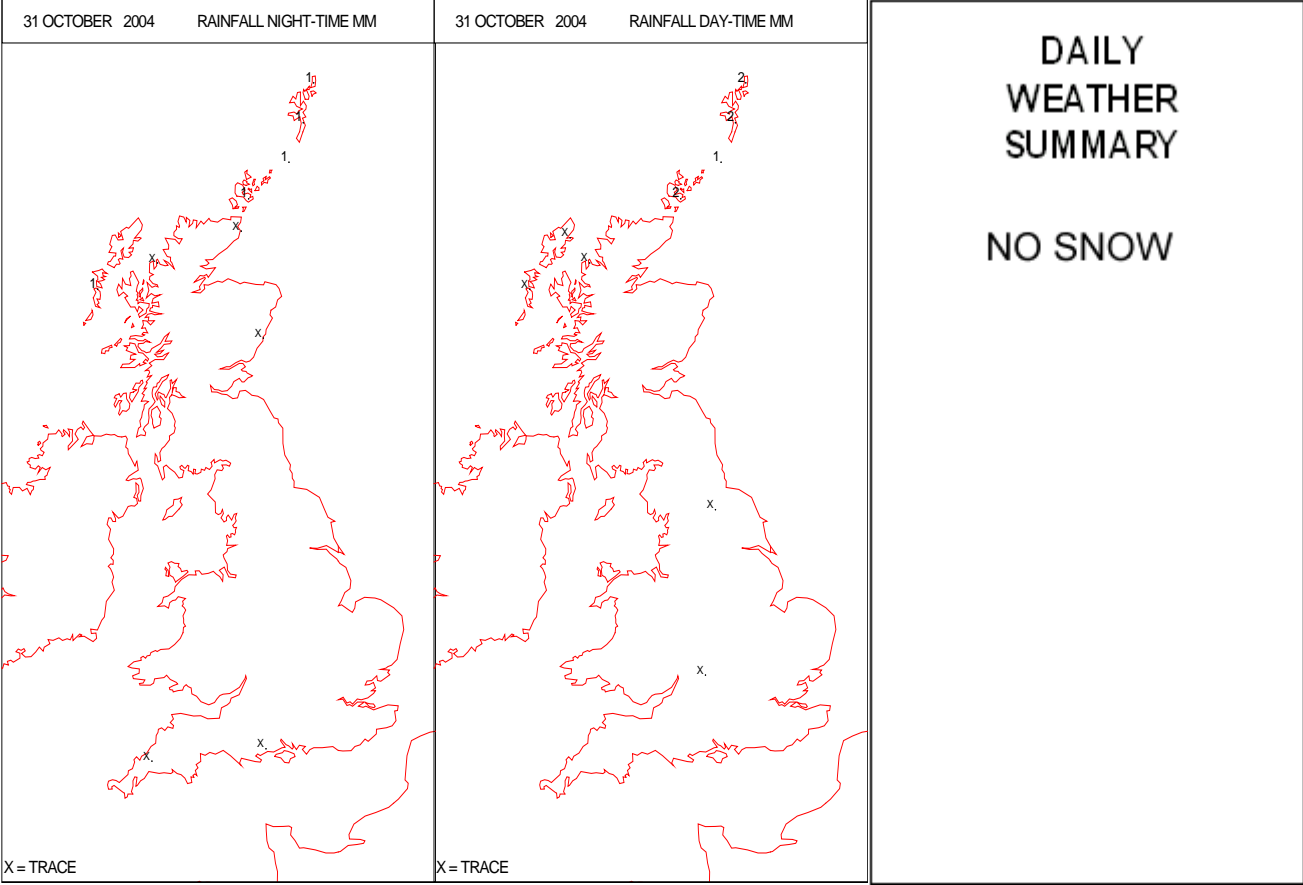 31 OCTOBER 2004 RAINFALL NIGHT-TIME MM
1
1
1.
1.
X.
X
1
X.
X.
X.
X = TRACE
31 OCTOBER 2004 RAINFALL DAY-TIME MM
2
2.
1.
2.
X
X
X
X.
X.
X = TRACE
DAILY
WEATHER
SUMMARY
NO SNOW